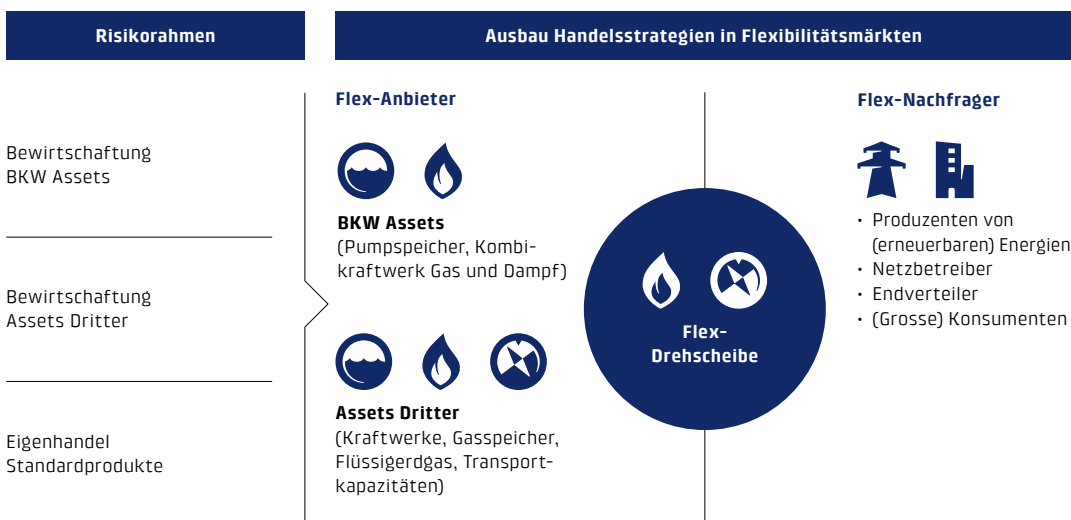 Risikorahmen
Ausbau Handelsstrategien in Flexibilitätsmärkten
Bewirtschaftung
BKW Assets
Bewirtschaftung
Assets Dritter
Eigenhandel
Standardprodukte
Flex-Anbieter
BKW Assets
(Pumpspeicher, Kombi-
kraftwerk Gas und Dampf)
Assets Dritter
(Kraftwerke, Gasspeicher,
Flüssigerdgas, Transport-
kapazitäten)
Flex-
Drehscheibe
Flex-Nachfrager
• Produzenten von
(erneuerbaren) Energien
• Netzbetreiber
• Endverteiler
• (Grosse) Konsumenten